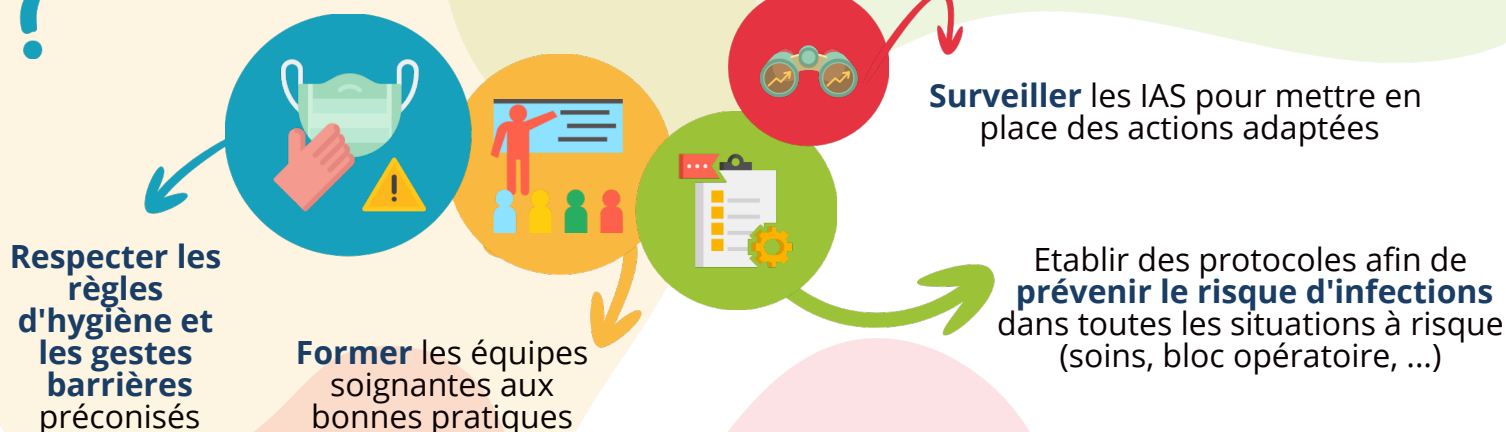 Respecter les
règles
d'hygiène et
les gestes
barrières
préconisés
Former les équipes
soignantes aux
bonnes pratiques
Surveiller les IAS pour mettre en
place des actions adaptées
Etablir des protocoles afin de
prévenir le risque d'infections
dans toutes les situations à risque
(soins, bloc opératoire, ...)